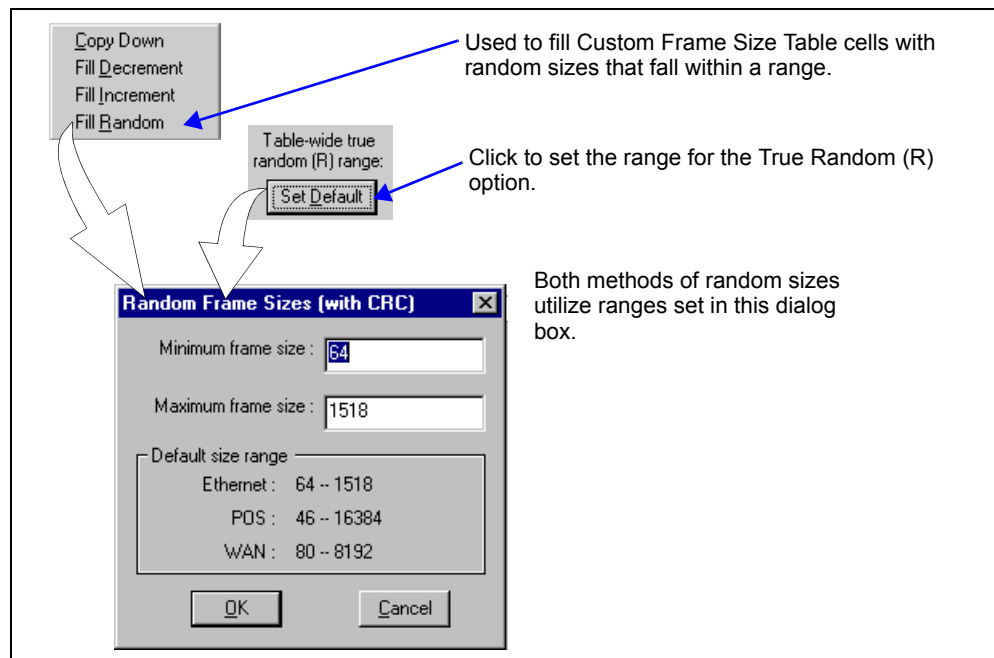 Copy Down
Fill Decrement
Fill Increment
Fill Random
Used to fill Custom Frame Size Table cells with
random sizes that fall within a range.
Table-wide true
random (R) range:
Set Default
Click to set the range for the True Random (R)
option.
Both methods of random sizes
utilize ranges set in this dialog
box.
Random Frame Sizes (with CRC)
Minimum frame size : 64
Maximum frame size : 1518
Default size range
Ethernet : 64 -- 1518
POS : 46 -- 16384
WAN : 80 -- 8192
OK Cancel